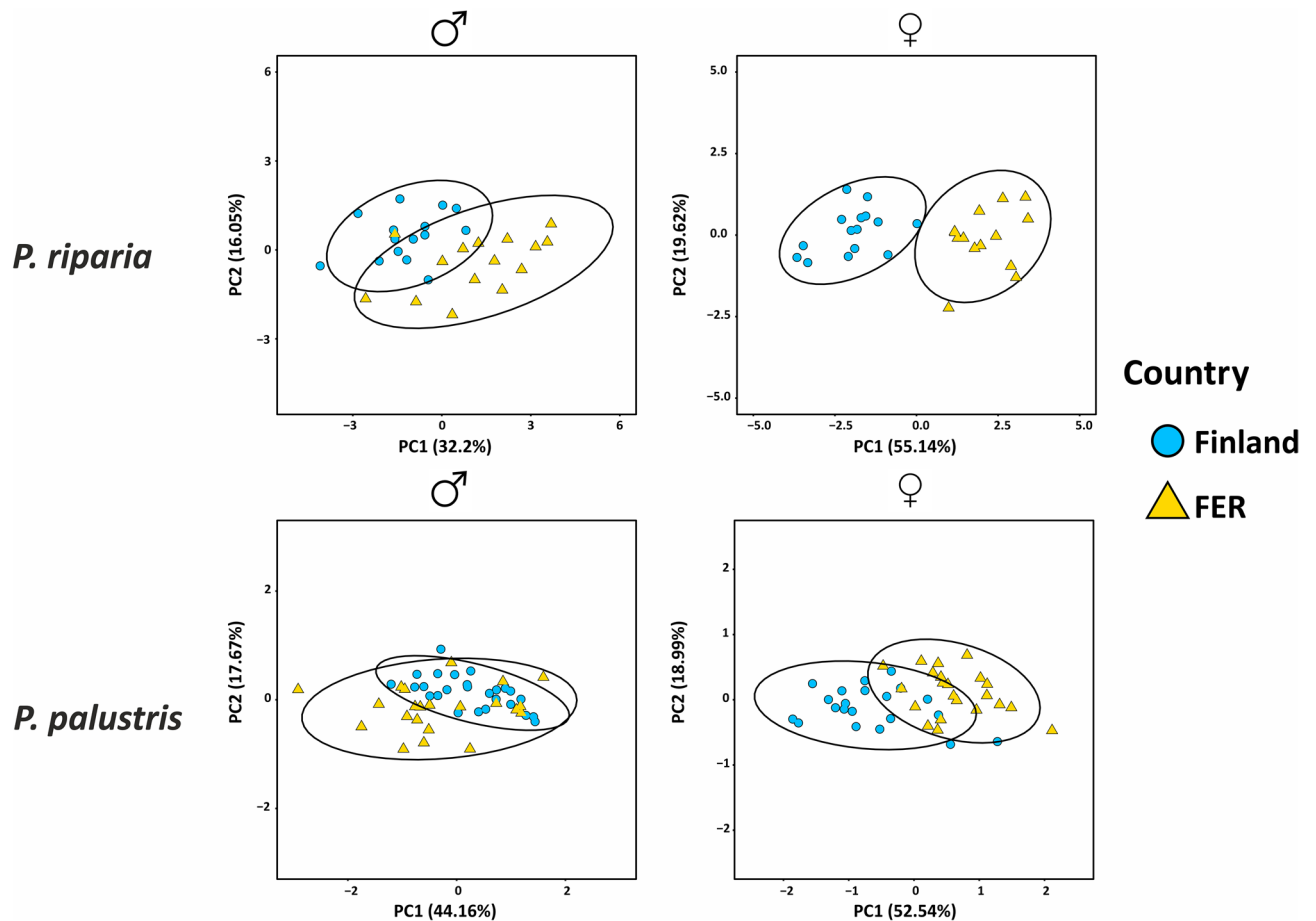 ♂
♀
6
3
0
−3
PC2 (16.05%)
−3
0
3
6
PC1 (32.2%)
5.0
2.5
0.0
−2.5
−5.0
PC2 (19.62%)
−5.0
−2.5
0.0
2.5
5.0
PC1 (55.14%)
P. riparia
Country
Finland
FER
♂
♀
2
0
−2
PC2 (17.67%)
−2
0
2
PC1 (44.16%)
2
1
0
−1
−2
PC2 (18.99%)
−2
−1
0
1
2
PC1 (52.54%)
P. palustris